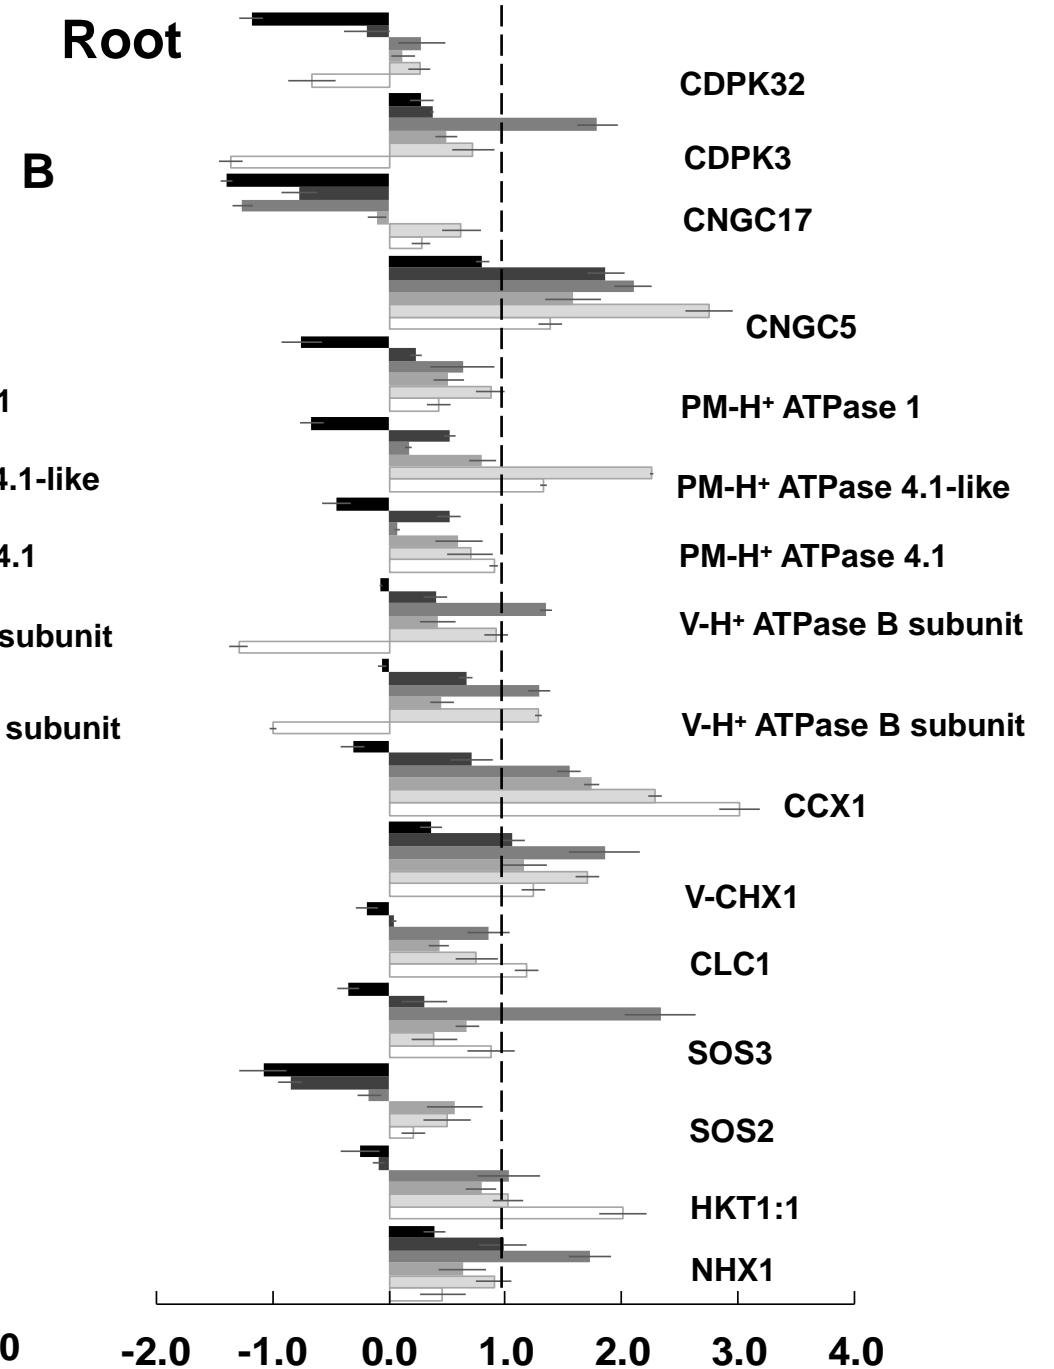 Root
CDPK32
B
CDPK3
CNGC17
CNGC5
1
PM-H⁺ ATPase 1
4.1-like
PM-H⁺ ATPase 4.1-like
4.1
PM-H⁺ ATPase 4.1
subunit
V-H⁺ ATPase B subunit
subunit
V-H⁺ ATPase B subunit
CCX1
V-CHX1
CLC1
SOS3
SOS2
HKT1:1
NHX1
0 -2.0 -1.0 0.0 1.0 2.0 3.0 4.0